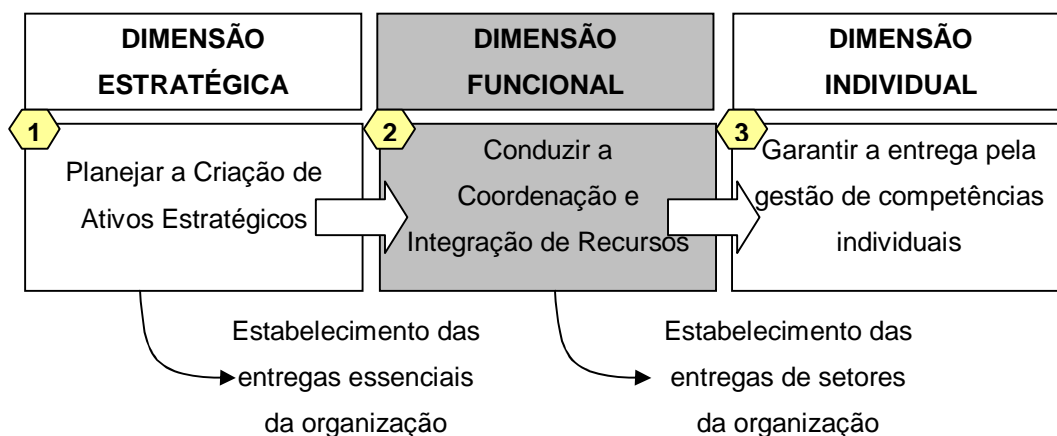 DIMENSÃO
ESTRATÉGICA
DIMENSÃO
FUNCIONAL
DIMENSÃO
INDIVIDUAL
1
Planejar a Criação de
Ativos Estratégicos
2
Conduzir a
Coordenação e
Integração de Recursos
3
Garantir a entrega pela
gestão de competências
individuais
Estabelecimento das
entregas essenciais
da organização
Estabelecimento das
entregas de setores
da organização